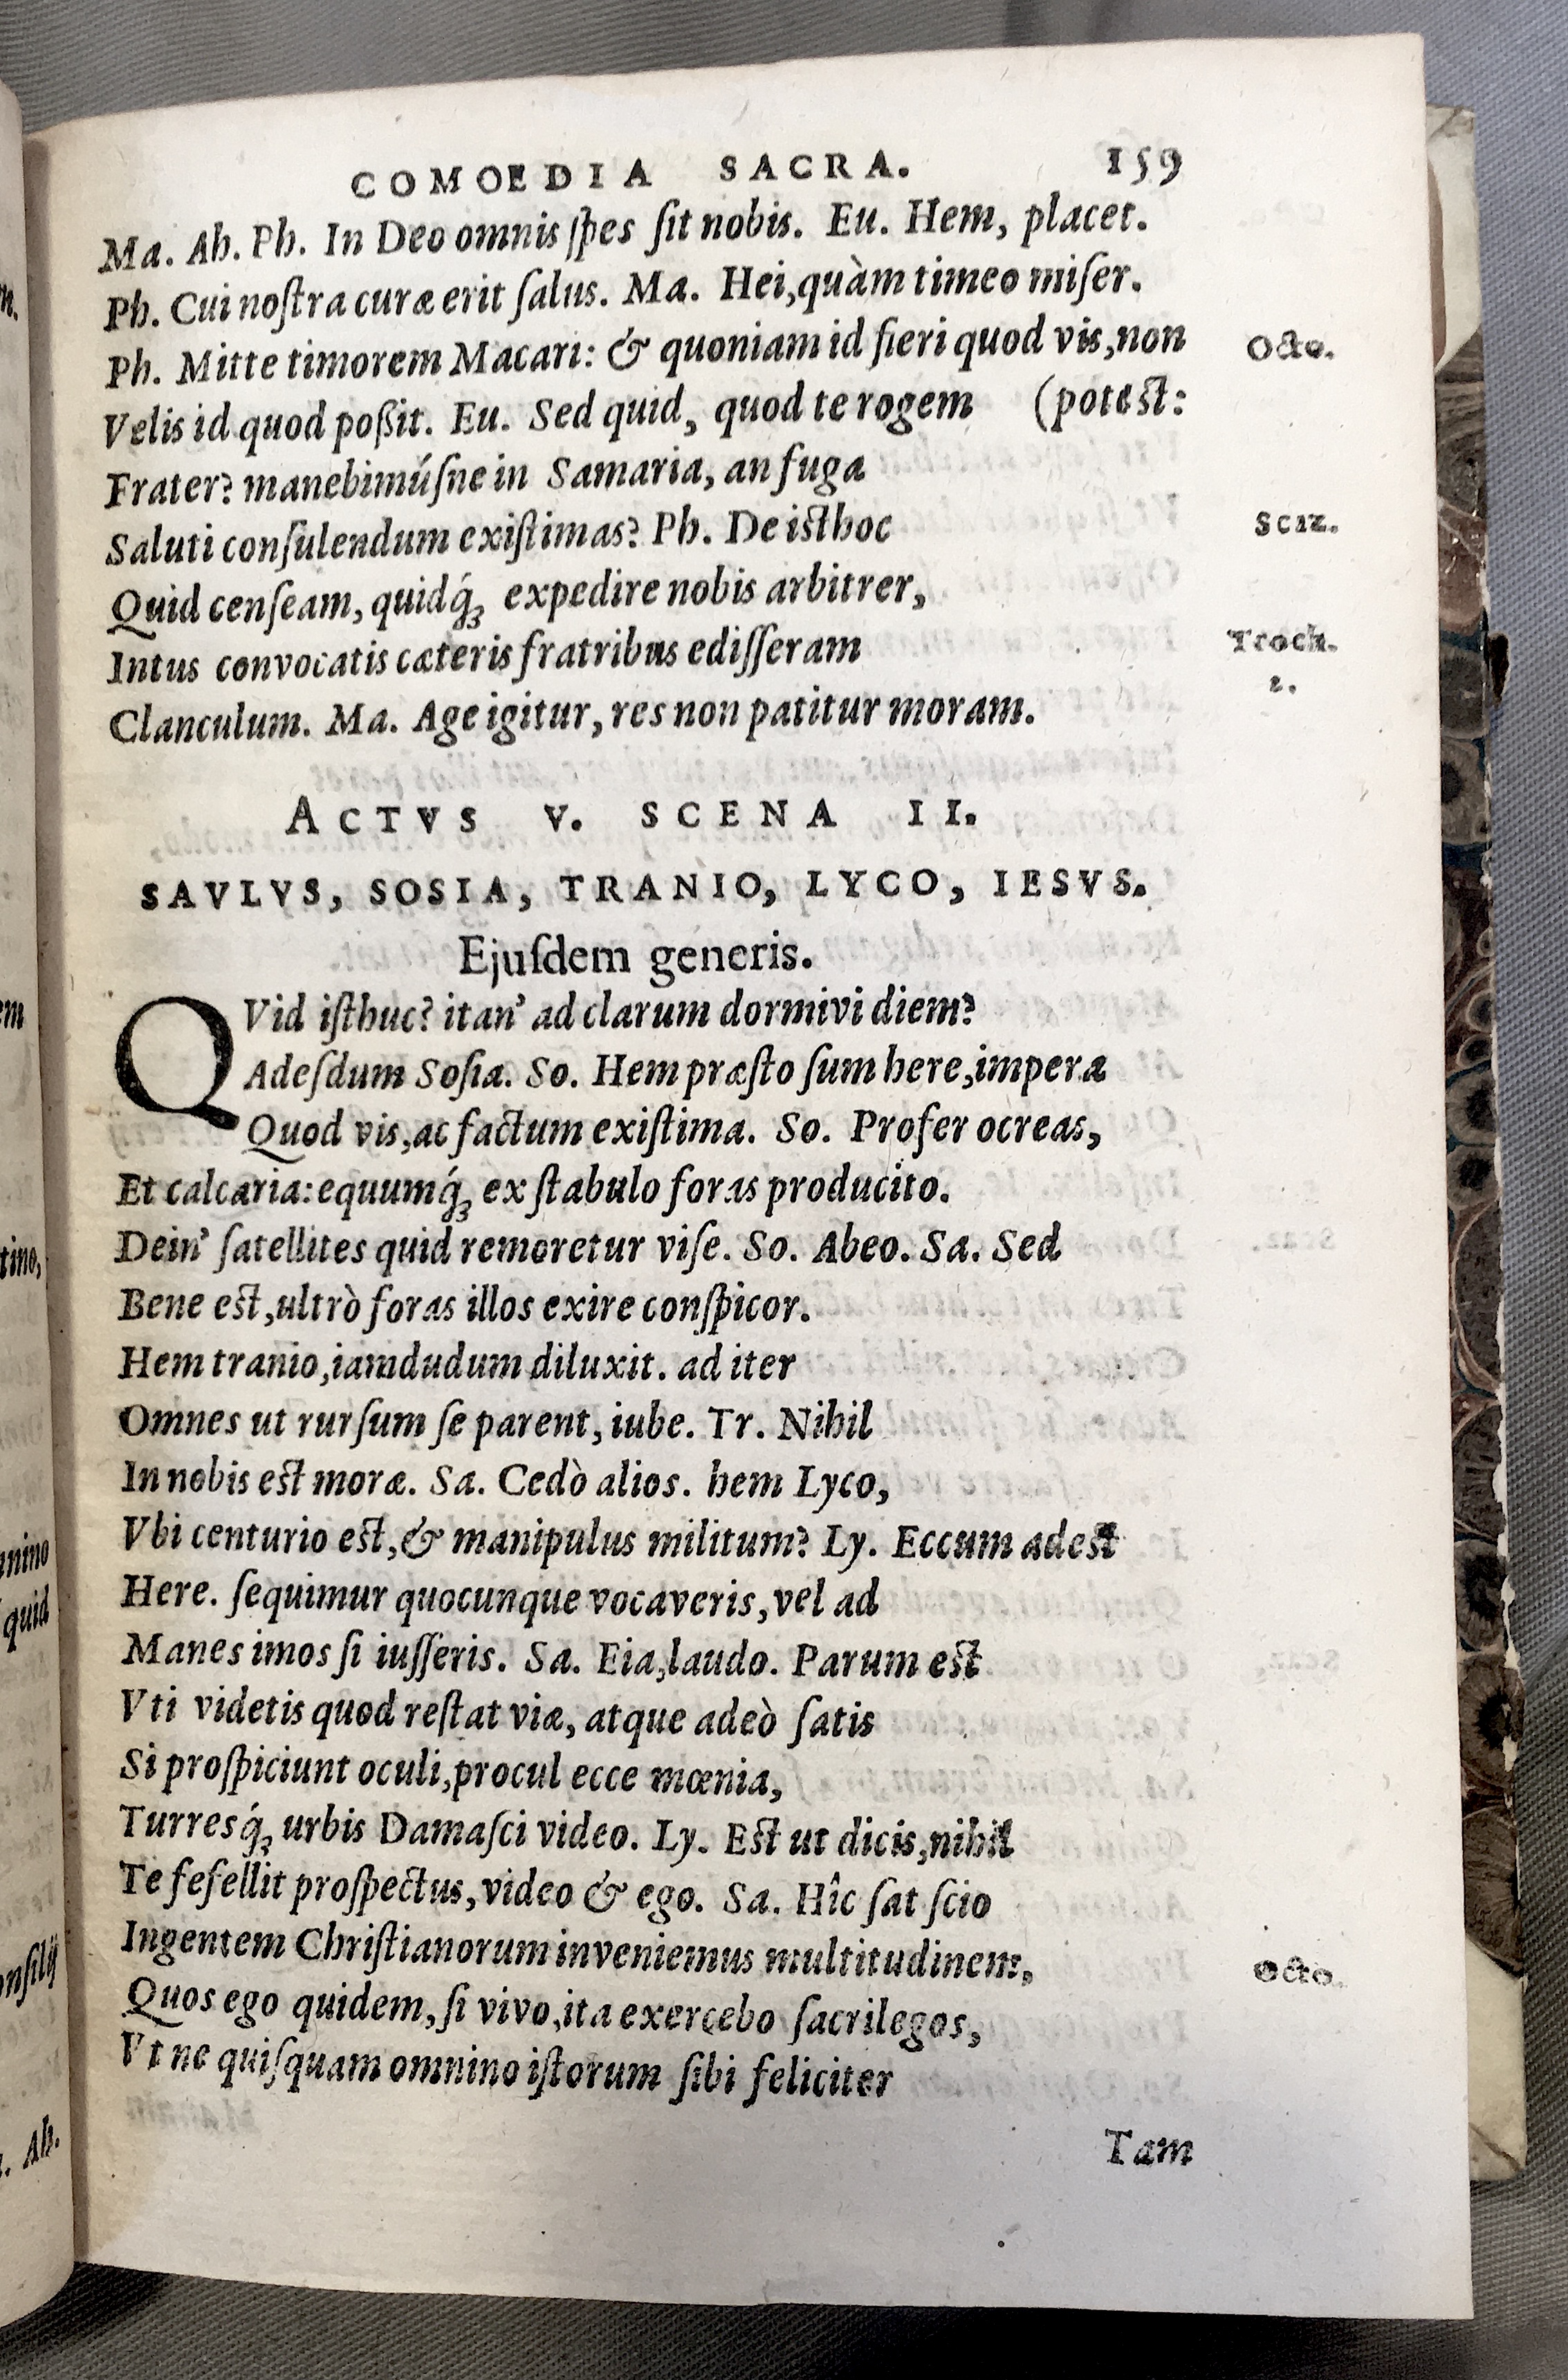 COMOEDIA SACRA. 159
Ma. Ah. Ph. In Deo omnis ſpes ſit nobis. Eu. Hem, placet.
Ph. Cui noſtra curæ erit ſalus. Ma. Hei, quàm timeo miſer.
Ph. Mitte timorem Macari: & quoniam id fieri quod vis, non
Octo.
Velis id quod poßit. Eu. Sed quid, quod te rogem (poteſt:
Frater? manebimúſne in Samaria, an fuga
Saluti conſulendum exiſtimas? Ph. De iſthoc
Scaz.
Quid cenſeam, quidq́ꝫ expedire nobis arbitrer,
Intus convocatis cæteris fratribus ediſſeram
Troch.
2.
Clanculum. Ma. Age igitur, res non patitur moram.
ACTVS V. SCENA II.
SAVLVS, SOSIA, TRANIO, LYCO, IESVS.
Ejuſdem generis.
QVid iſthuc? itan' ad clarum dormivi diem?
Adeſdum Soſia. So. Hem præſto ſum here, impera
Quod vis, ac factum exiſtima. So. Profer ocreas,
Et calcaria: equumq́ꝫ ex ſtabulo foras producito.
Dein' ſatellites quid remoretur viſe. So. Abeo. Sa. Sed
Bene eſt, ultrò foras illos exire conſpicor.
Hem tranio, iamdudum diluxit. ad iter
Omnes ut rurſum ſe parent, iube. Tr. Nihil
In nobis eſt moræ. Sa. Cedò alios. hem Lyco,
Vbi centurio eſt, & manipulus militum? Ly. Eccum adeſt
Here. ſequimur quocunque vocaveris, vel ad
Manes imos ſi iuſſeris. Sa. Eia, laudo. Parum eſt
Vti videtis quod reſtat viæ, atque adeò ſatis
Si proſpiciunt oculi, procul ecce mœnia,
Turresq́ꝫ urbis Damaſci video. Ly. Eſt ut dicis, nihil
Te fefellit proſpectus, video & ego. Sa. Hîc ſat ſcio
Ingentem Chriſtianorum inveniemus multitudinem,
Octo.
Quos ego quidem, ſi vivo, ita exercebo ſacrilegos,
Vt ne quiſquam omnino iſtorum ſibi feliciter
Tam